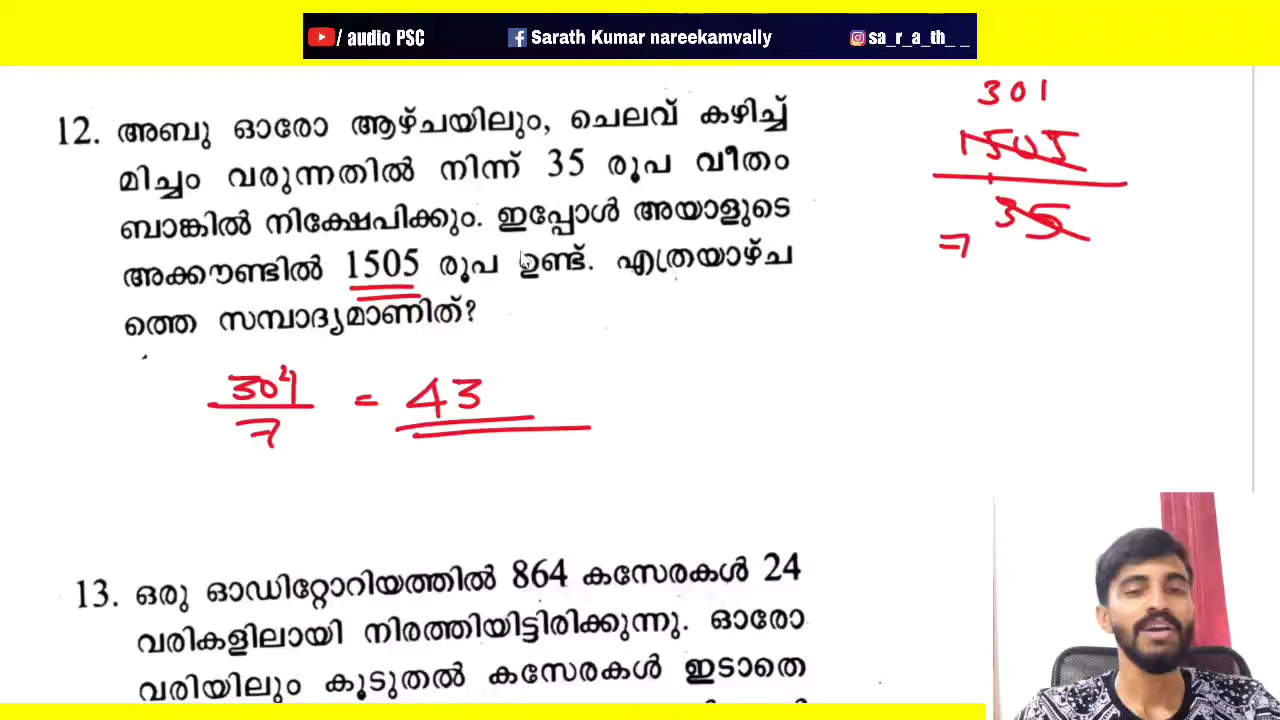 / audio PSC
Sarath Kumar nareekamvally
sa_r_a_th_ _
12. അബു ഓരോ ആഴ്ചയിലും, ചെലവ് കഴിച്ച്
മിച്ചം വരുന്നതിൽ നിന്ന് 35 രൂപ വീതം
ബാങ്കിൽ നിക്ഷേപിക്കും. ഇപ്പോൾ അയാളുടെ
അക്കൗണ്ടിൽ 1505 രൂപ ഉണ്ട്. എത്രയാഴ്ച
ത്തെ സമ്പാദ്യമാണിത്?
301
1505
35
7
7
= 43
13. ഒരു ഓഡിറ്റോറിയത്തിൽ 864 കസേരകൾ 24
വരികളിലായി നിരത്തിയിട്ടിരിക്കുന്നു. ഓരോ
വരിയിലും കൂടുതൽ കസേരകൾ ഇടാതെ